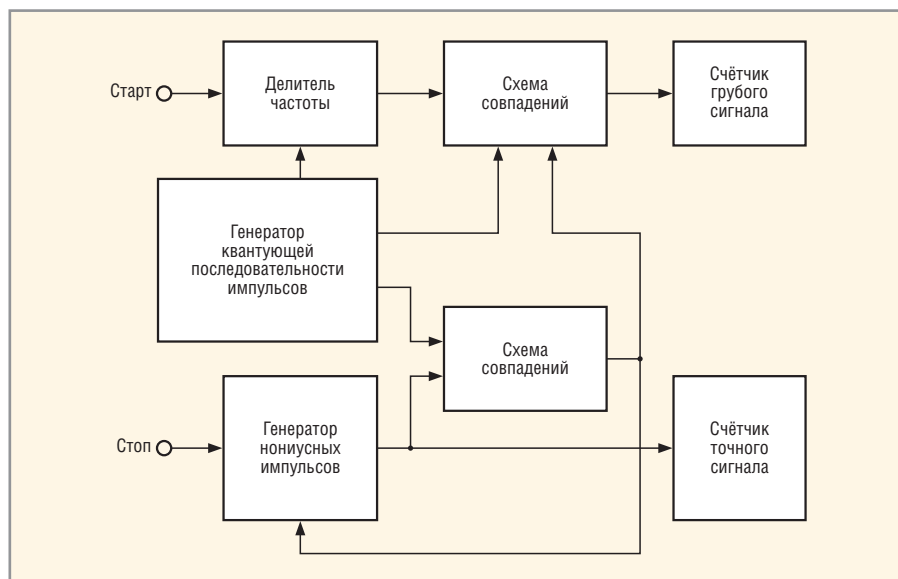 Старт
Делитель
частоты
Схема
совпадений
Счётчик
грубого
сигнала
Генератор
квантующей
последовательности
импульсов
Схема
совпадений
Стоп
Генератор
нониусных
импульсов
Счётчик
точного
сигнала